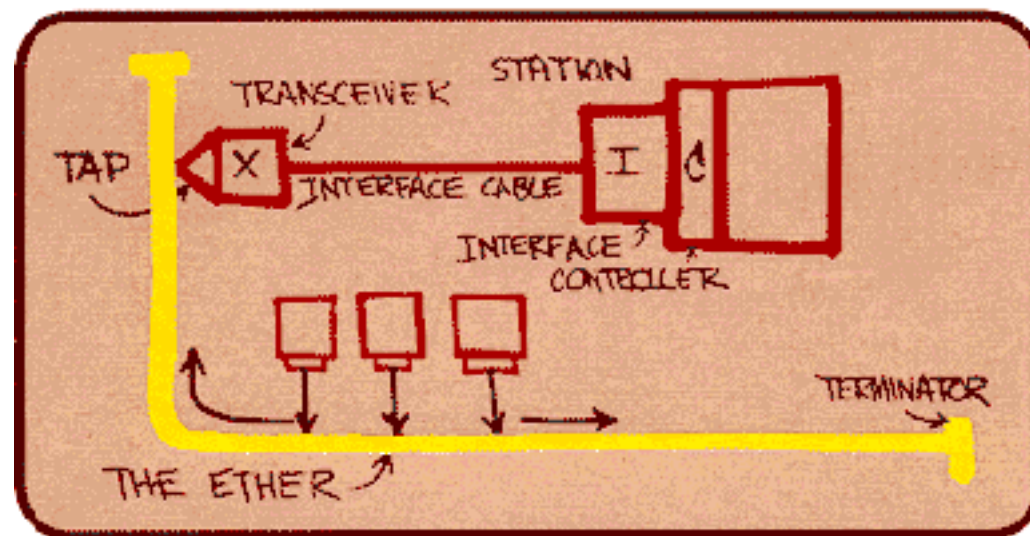 STATION
TRANSCEIVER
TAP
X
I
C
INTERFACE CABLE
INTERFACE
CONTROLLER
TERMINATOR
THE ETHER